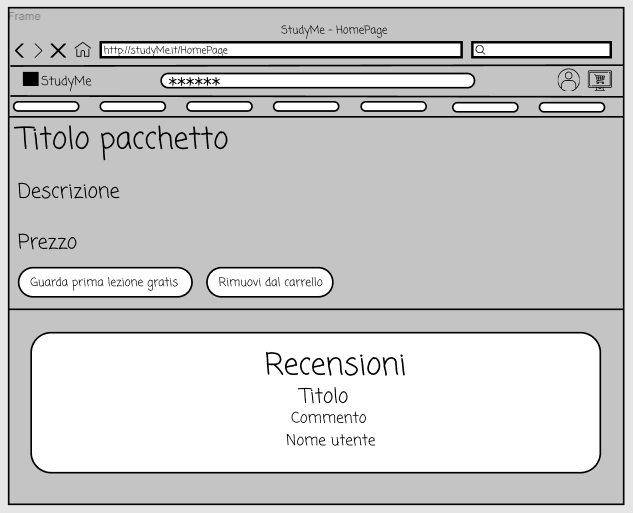 Frame
StudyMe - HomePage
http://studyMe.it/HomePage
StudyMe
******
Titolo pacchetto
Descrizione
Prezzo
Guarda prima lezione gratis
Rimuovi dal carrello
Recensioni
Titolo
Commento
Nome utente